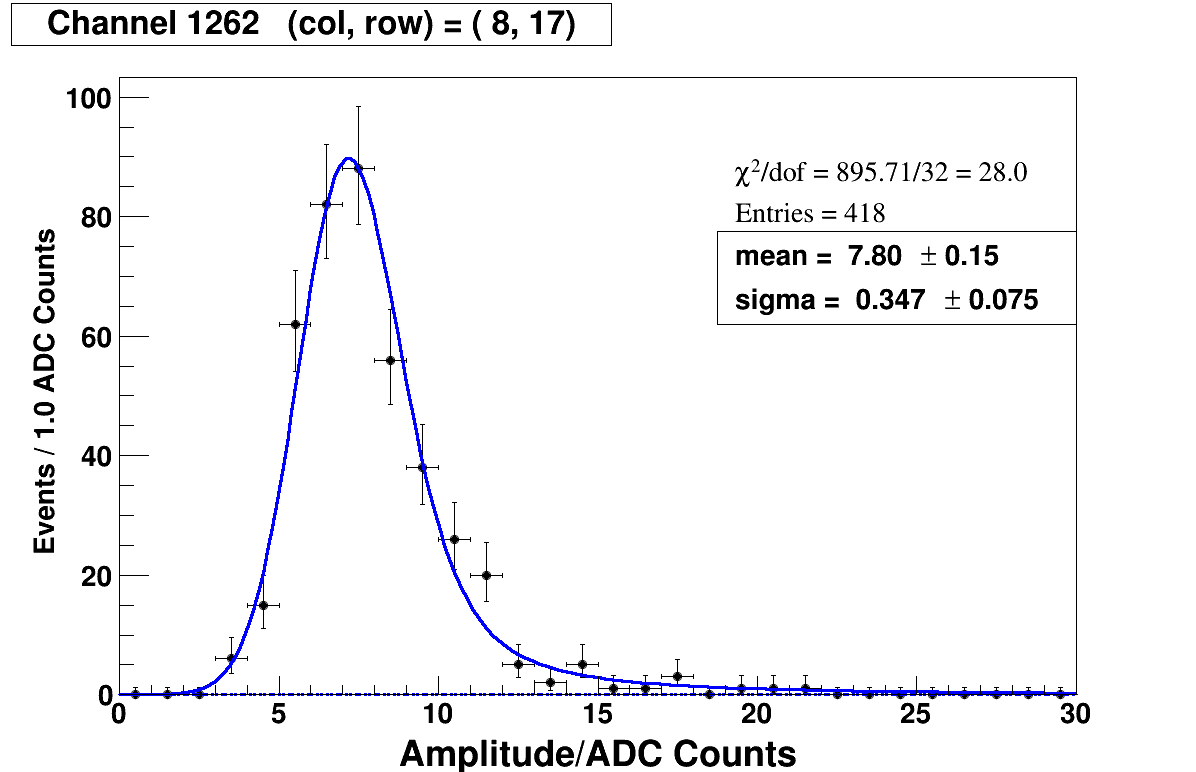 Channel 1262 (col, row) = ( 8, 17)
100
80
60
40
20
0
Events / 1.0 ADC Counts
χ²/dof = 895.71/32 = 28.0
Entries = 418
mean = 7.80 ± 0.15
sigma = 0.347 ± 0.075
0 5 10 15 20 25 30
Amplitude/ADC Counts